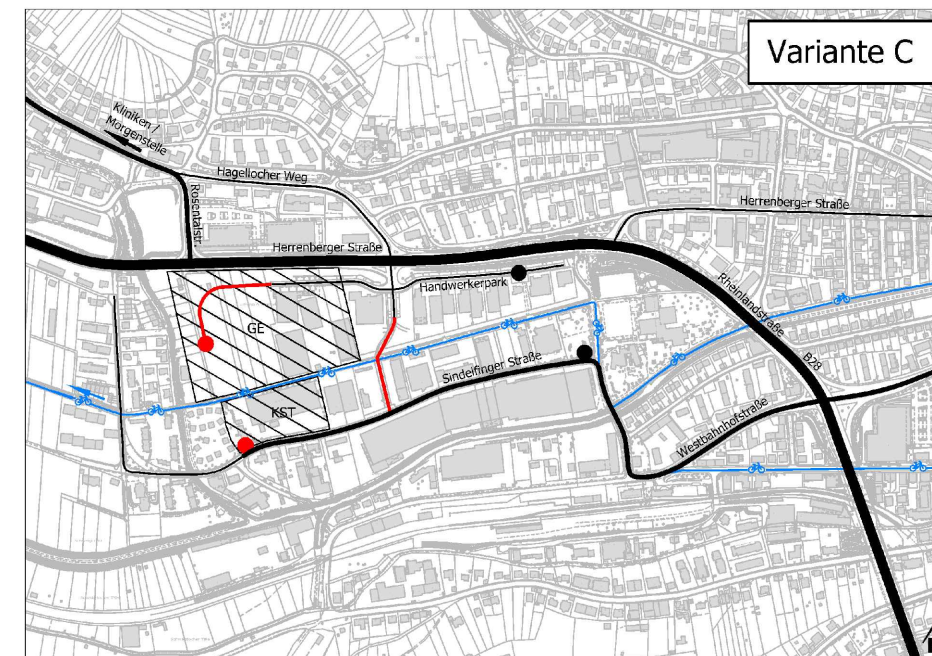 Variante C
Kliniken /
Morgenstelle
Hagellocher Weg
Rosentalstr.
Herrenberger Straße
Herrenberger Straße
Handwerkerpark
Rheinlandstraße
B28
GE
Sindelfinger Straße
KST
Westbahnhofstraße